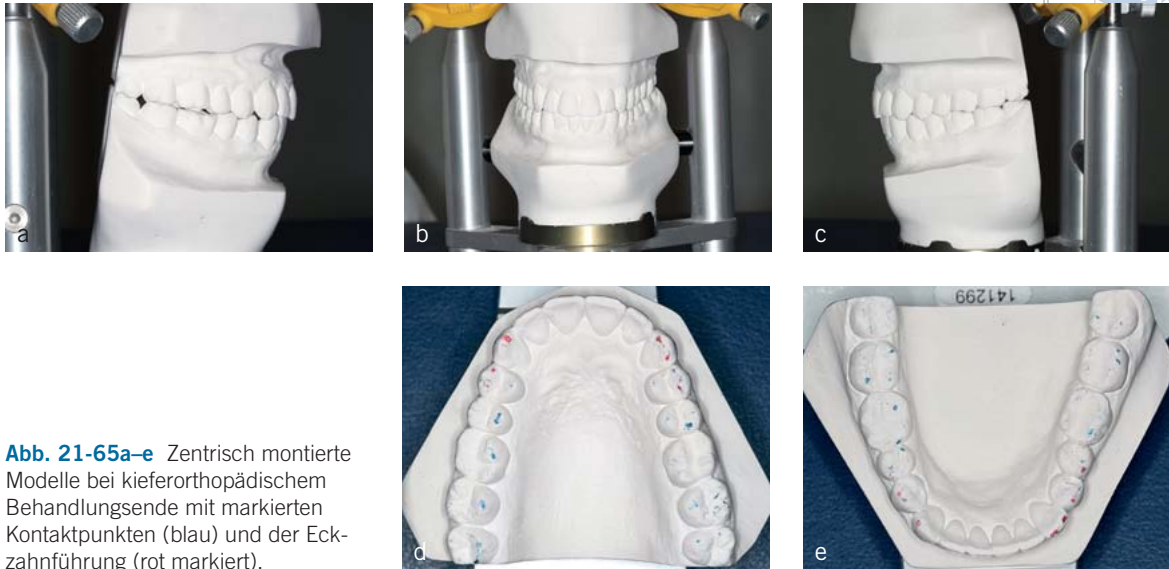 a
b
c
141299
d
e
Abb. 21-65a–e Zentrisch montierte
Modelle bei kieferorthopädischem
Behandlungsende mit markierten
Kontaktpunkten (blau) und der Eck-
zahnführung (rot markiert).